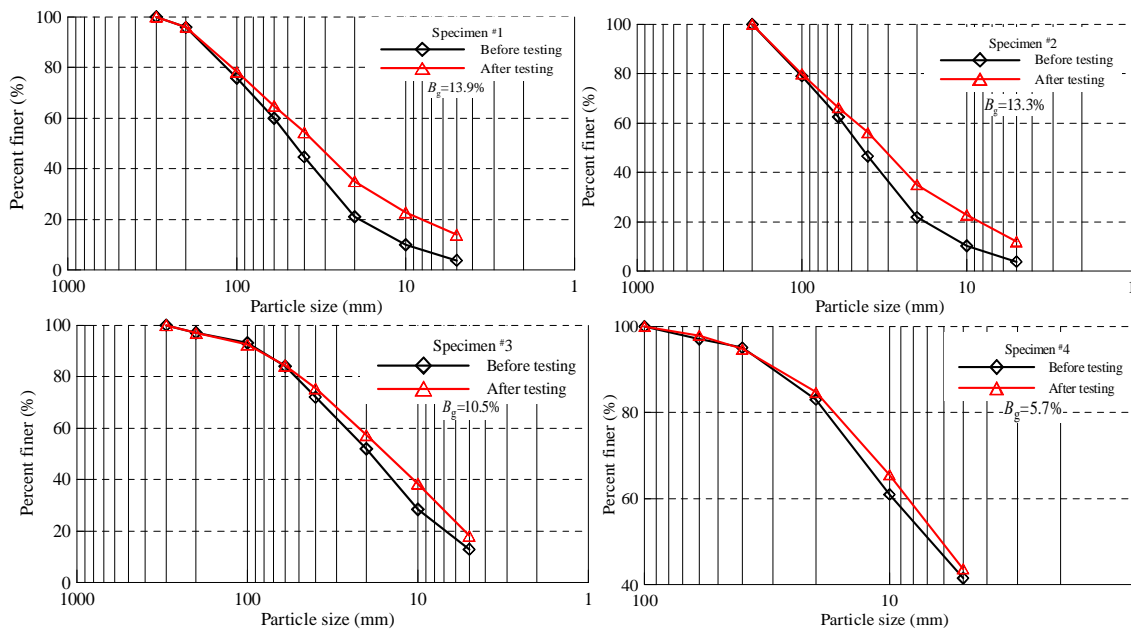 Specimen #1
Before testing
After testing
Bg=13.9%
Percent finer (%)
100
80
60
40
20
0
1000
100
10
1
Particle size (mm)
Specimen #2
Before testing
After testing
Bg=13.3%
Percent finer (%)
100
80
60
40
20
0
1000
100
10
1
Particle size (mm)
Specimen #3
Before testing
After testing
Bg=10.5%
Percent finer (%)
100
80
60
40
20
0
1000
100
10
1
Particle size (mm)
Specimen #4
Before testing
After testing
Bg=5.7%
Percent finer (%)
100
80
60
40
100
10
1
Particle size (mm)